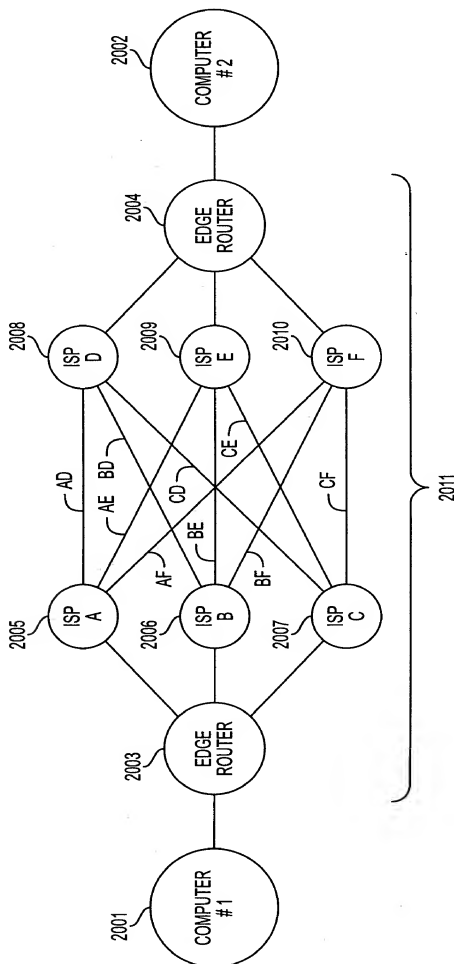 2001
COMPUTER
#1
2003
EDGE
ROUTER
2005
ISP
A
2006
ISP
B
2007
ISP
C
AD
BD
AE
AF
CD
BE
CE
BF
CF
2008
ISP
D
2009
ISP
E
2010
ISP
F
2004
EDGE
ROUTER
2002
COMPUTER
#2
2011